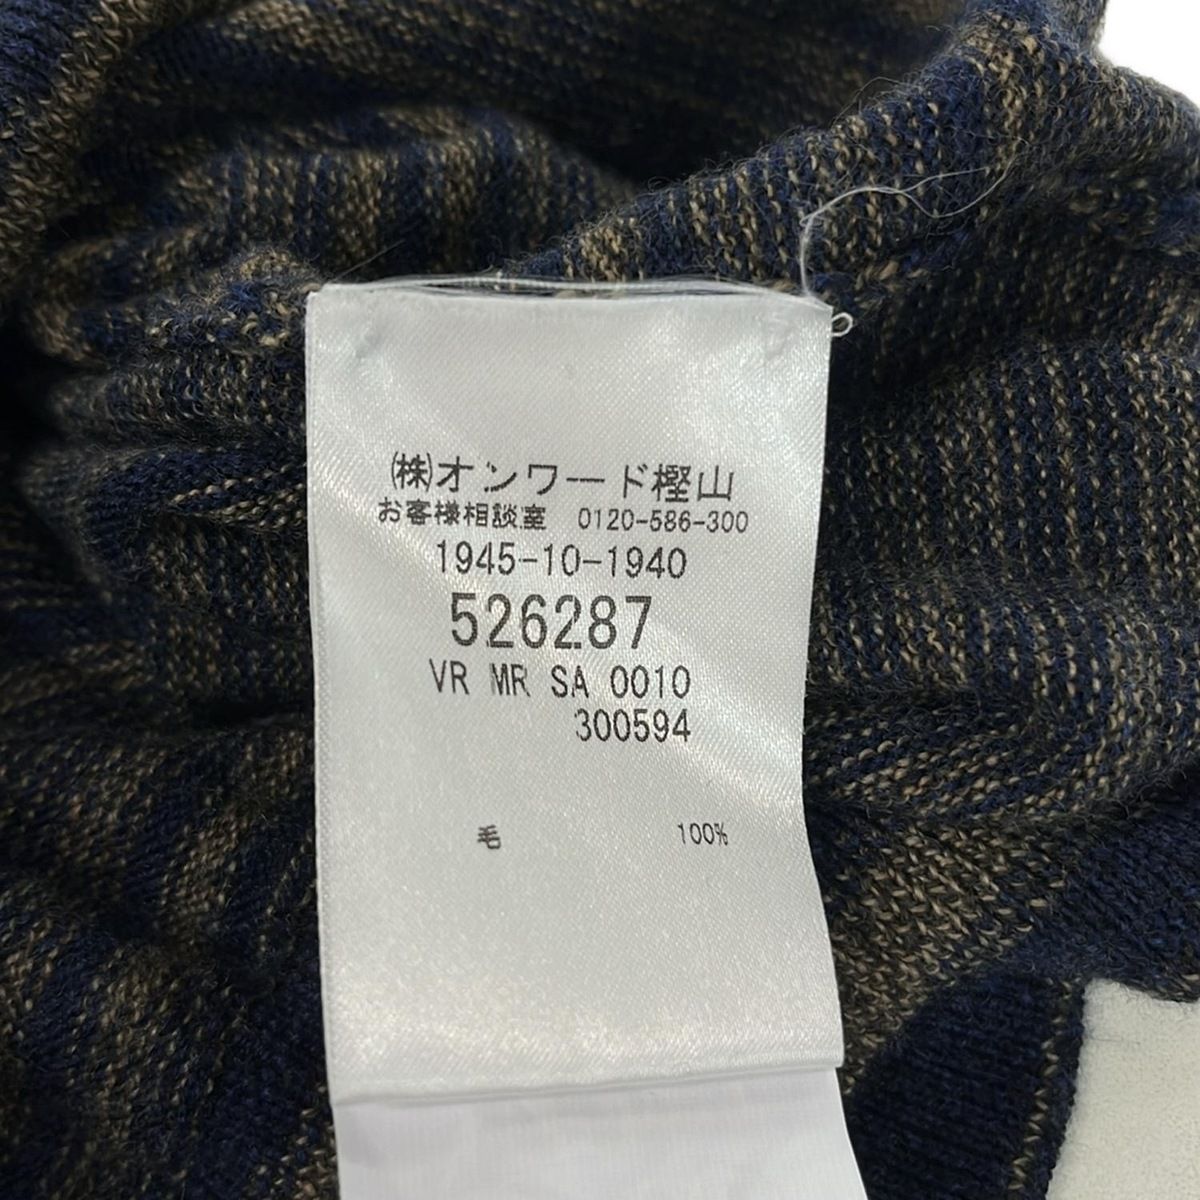 ㈱オンワード樫山
お客様相談室 0120-586-300
1945-10-1940
526287
VR MR SA 0010
300594
毛 100%